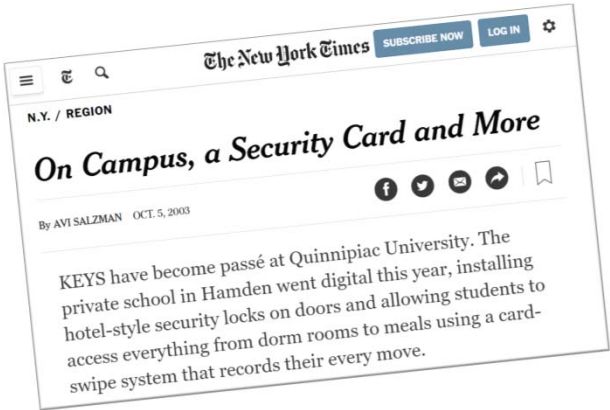 The New York Times
SUBSCRIBE NOW
LOG IN
N.Y. / REGION
On Campus, a Security Card and More
By AVI SALZMAN OCT. 5, 2003
KEYS have become passé at Quinnipiac University. The
private school in Hamden went digital this year, installing
hotel-style security locks on doors and allowing students to
access everything from dorm rooms to meals using a card-
swipe system that records their every move.